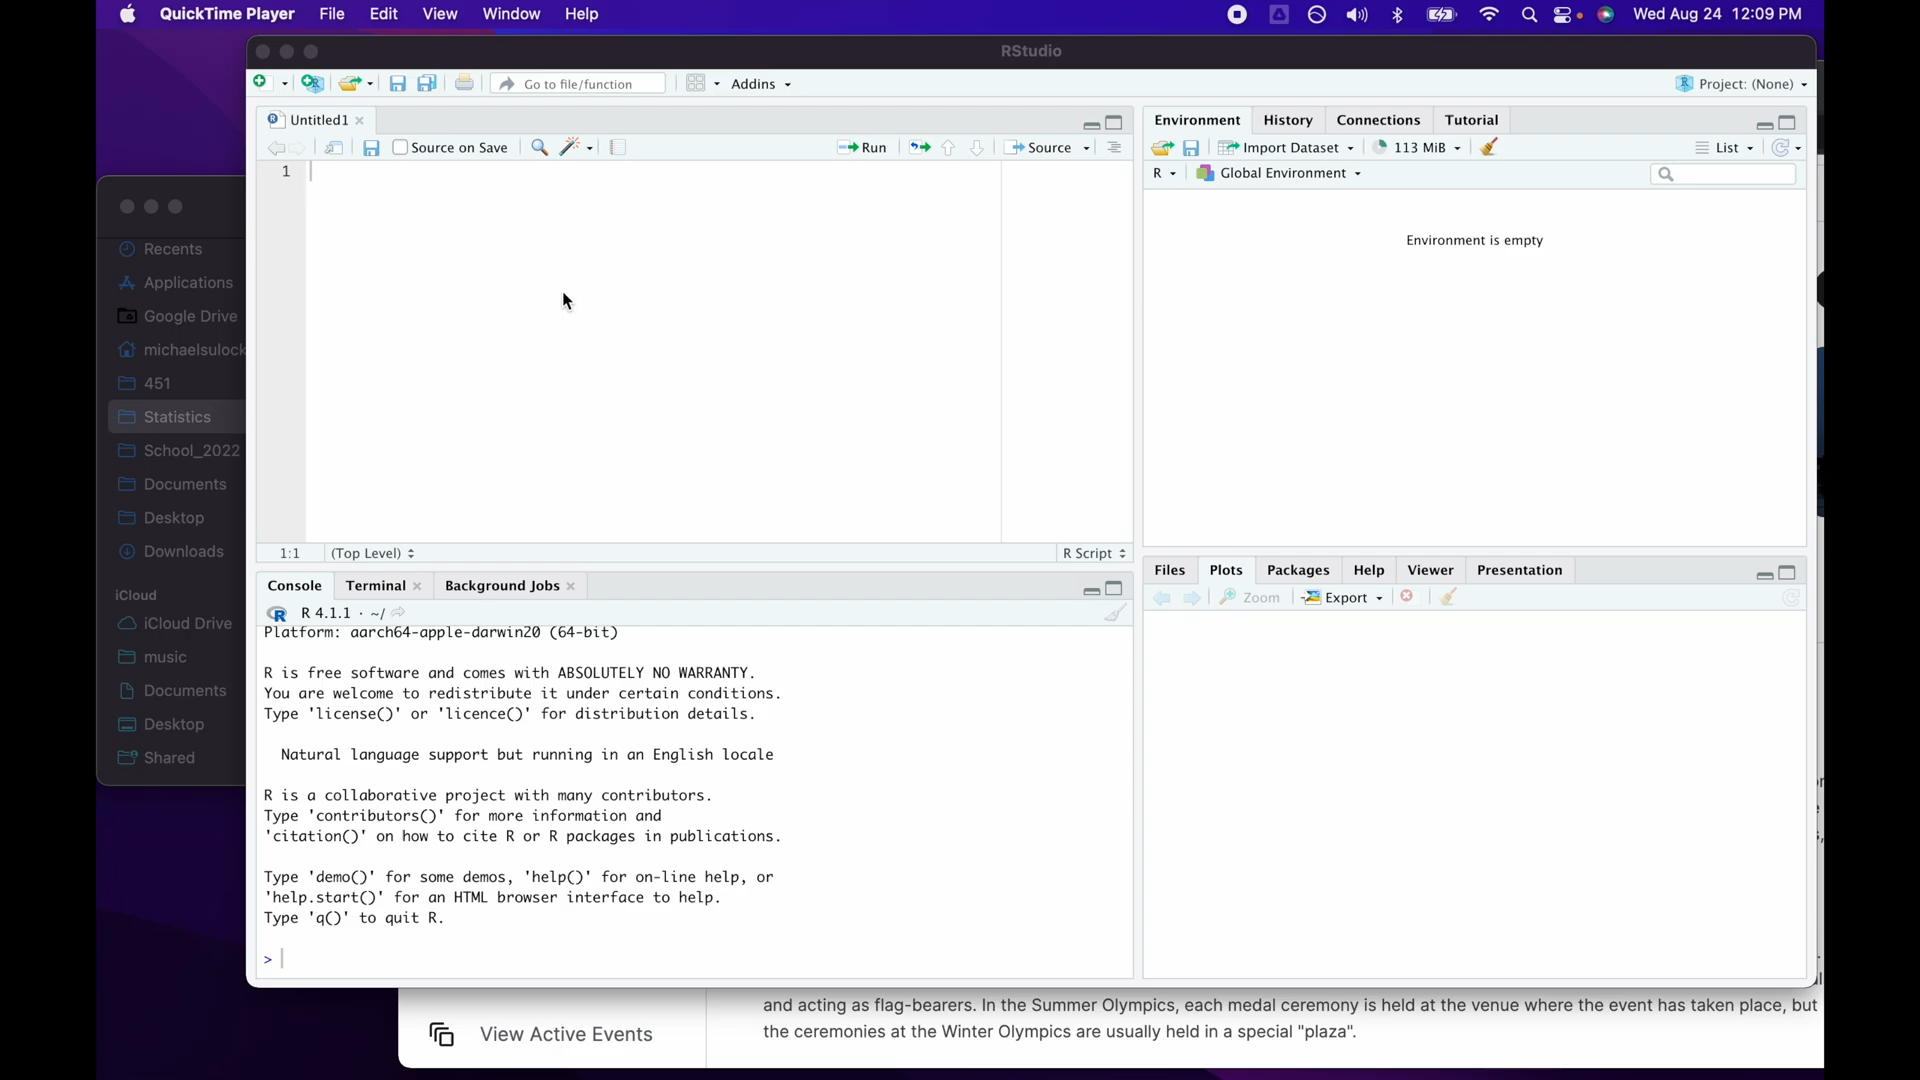 QuickTime Player File Edit View Window Help Wed Aug 24 12:09 PM
RStudio
Go to file/function Addins Project: (None)
Untitled1
Source on Save Run Source
1
1:1 (Top Level) R Script
Console Terminal Background Jobs
R 4.1.1 · ~/
Platform: aarch64-apple-darwin20 (64-bit)
R is free software and comes with ABSOLUTELY NO WARRANTY.
You are welcome to redistribute it under certain conditions.
Type 'license()' or 'licence()' for distribution details.
Natural language support but running in an English locale
R is a collaborative project with many contributors.
Type 'contributors()' for more information and
'citation()' on how to cite R or R packages in publications.
Type 'demo()' for some demos, 'help()' for on-line help, or
'help.start()' for an HTML browser interface to help.
Type 'q()' to quit R.
>
Environment History Connections Tutorial
Import Dataset 113 MiB List
R Global Environment
Environment is empty
Files Plots Packages Help Viewer Presentation
Zoom Export
Recents
Applications
Google Drive
michaelsulock
451
Statistics
School_2022
Documents
Desktop
Downloads
iCloud
iCloud Drive
music
Documents
Desktop
Shared
View Active Events
and acting as flag-bearers. In the Summer Olympics, each medal ceremony is held at the venue where the event has taken place, but
the ceremonies at the Winter Olympics are usually held in a special "plaza".